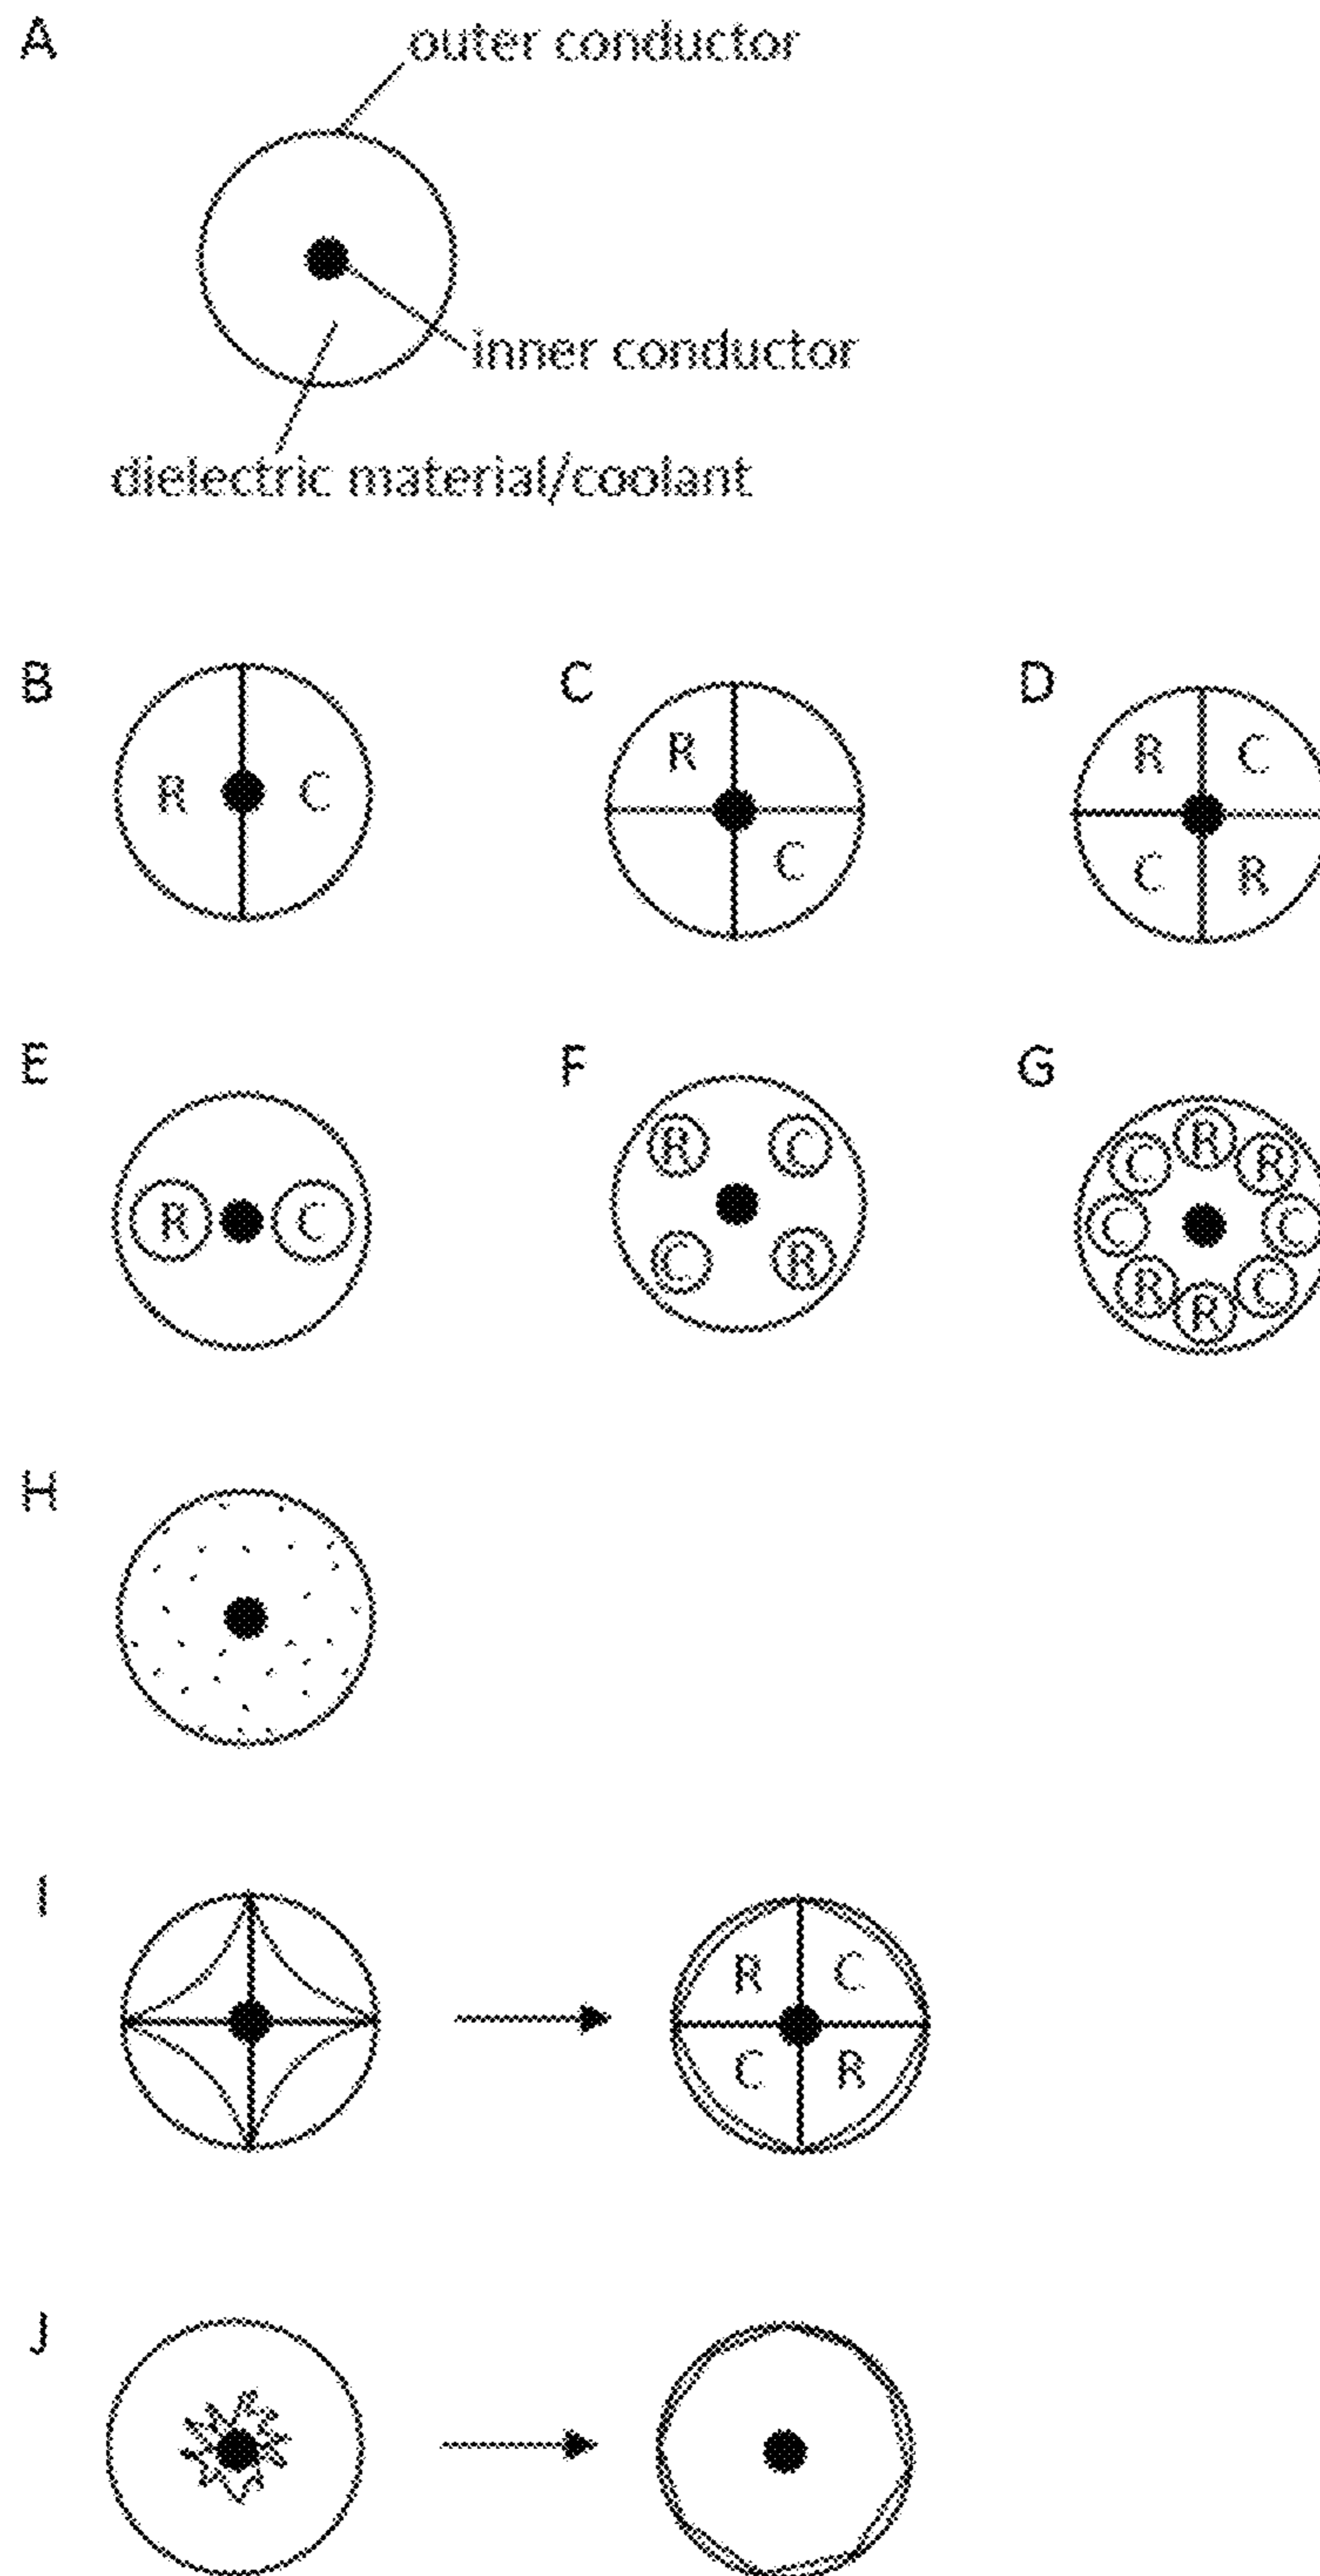 A
outer conductor
inner conductor
dielectric material/coolant
B C D
R C
R
C
R C
C R
E F G
R C
R C
C R
R
C R
C C
R C
R
H
I
R C
C R
J